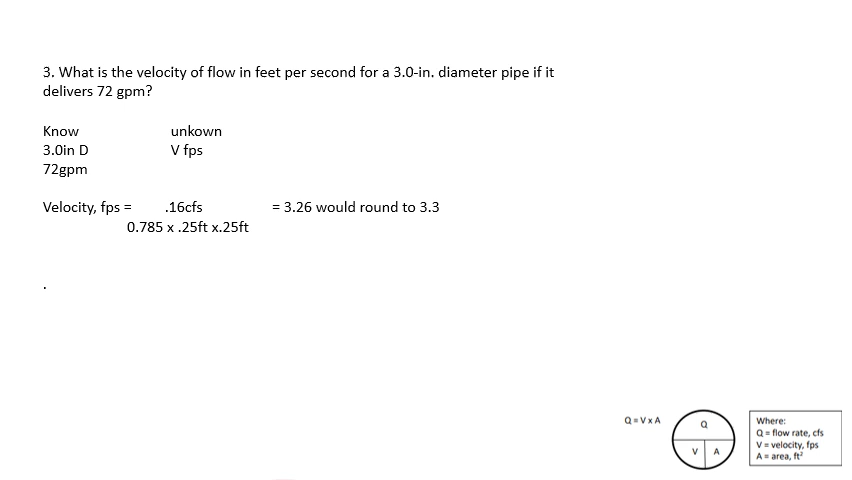 3. What is the velocity of flow in feet per second for a 3.0-in. diameter pipe if it
delivers 72 gpm?
Know unkown
3.0in D V fps
72gpm
Velocity, fps = .16cfs = 3.26 would round to 3.3
0.785 x .25ft x.25ft
.
Q = V x A
Q
V A
Where:
Q = flow rate, cfs
V = velocity, fps
A = area, ft²